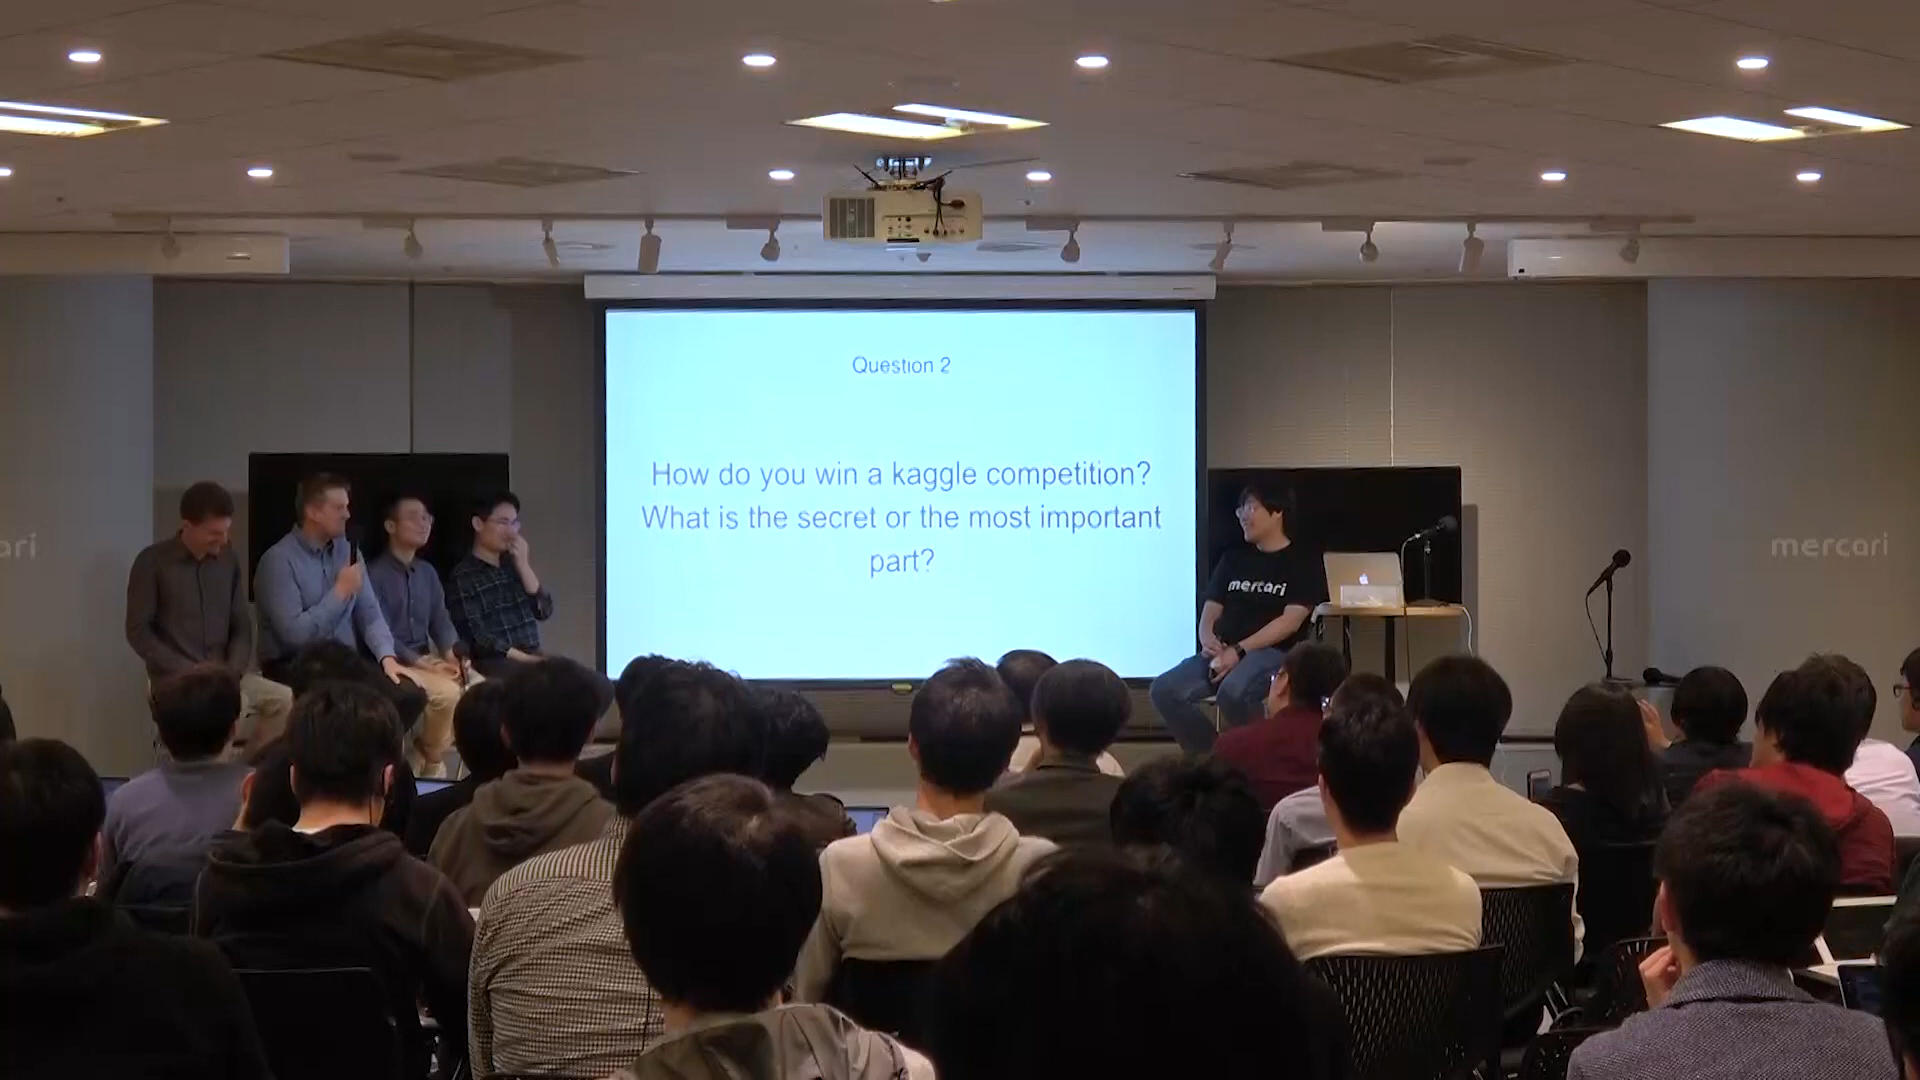 Question 2
How do you win a kaggle competition?
What is the secret or the most important
part?
ari
mercari
mercari